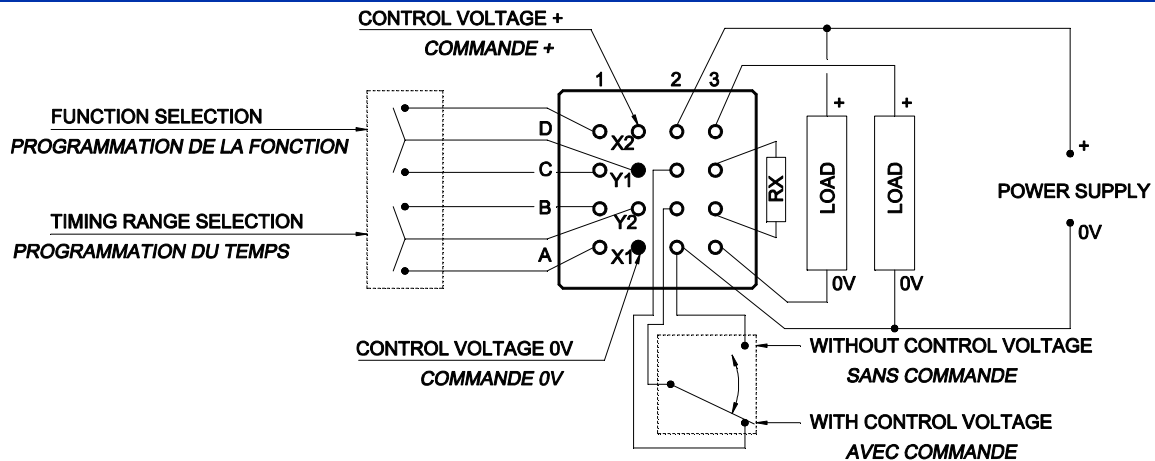 CONTROL VOLTAGE +
COMMANDE +
1 2 3
FUNCTION SELECTION
PROGRAMMATION DE LA FONCTION
TIMING RANGE SELECTION
PROGRAMMATION DU TEMPS
D
X2
C
Y1
B
Y2
A
X1
RX
+
LOAD
0V
+
LOAD
0V
+
POWER SUPPLY
0V
CONTROL VOLTAGE 0V
COMMANDE 0V
WITHOUT CONTROL VOLTAGE
SANS COMMANDE
WITH CONTROL VOLTAGE
AVEC COMMANDE